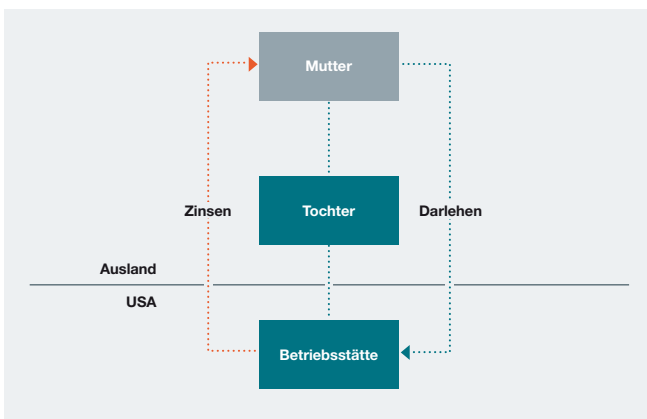 Mutter
Zinsen
Tochter
Darlehen
Ausland
USA
Betriebsstätte